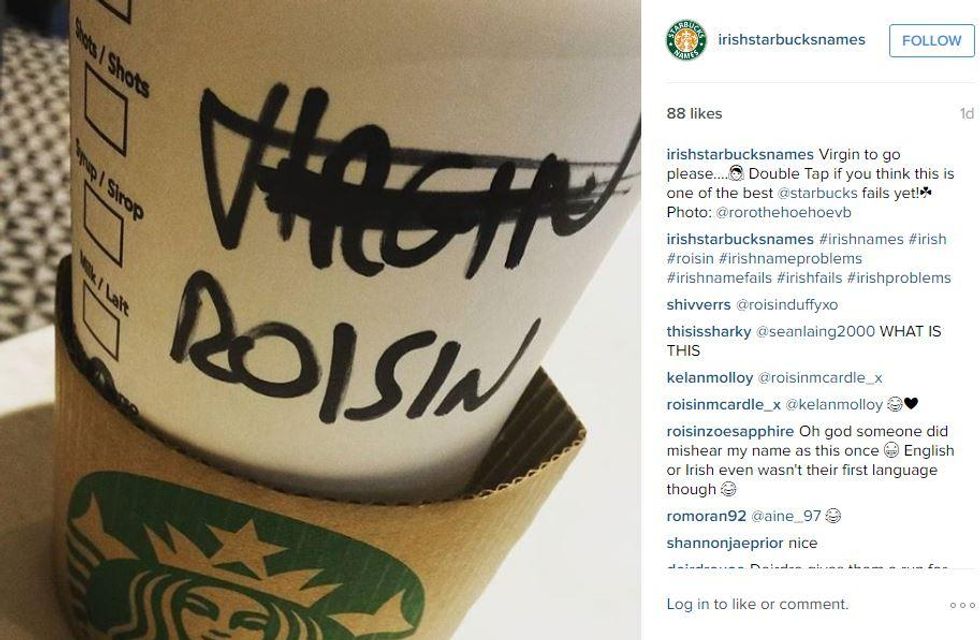 Shots / Shots
Syrup / Sirop
Milk / Lait
VIRGIN
ROISIN
STARBUCKS
NAMES
irishstarbucksnames
FOLLOW
88 likes
1d
irishstarbucksnames Virgin to go
please....🙈 Double Tap if you think this is
one of the best @starbucks fails yet!☘
Photo: @rorothehoehoevb
irishstarbucksnames #irishnames #irish
#roisin #irishnameproblems
#irishnamefails #irishfails #irishproblems
shivverrs @roisinduffyxo
thisissharky @seanlaing2000 WHAT IS
THIS
kelanmolloy @roisinmcardle_x
roisinmcardle_x @kelanmolloy 😂🖤
roisinzoesapphire Oh god someone did
mishear my name as this once 😁 English
or Irish even wasn't their first language
though 😂
romoran92 @aine_97 😂
shannonjaeprior nice
Log in to like or comment.